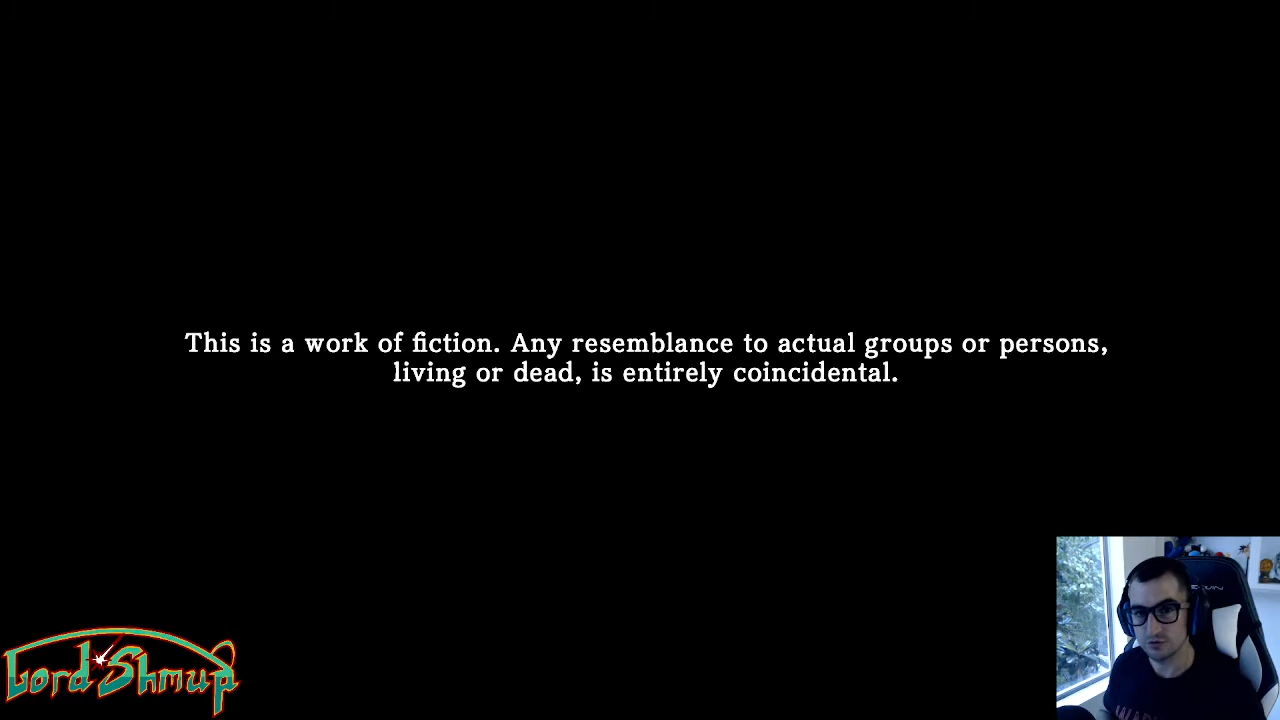 This is a work of fiction. Any resemblance to actual groups or persons,
living or dead, is entirely coincidental.
Lord Shmup